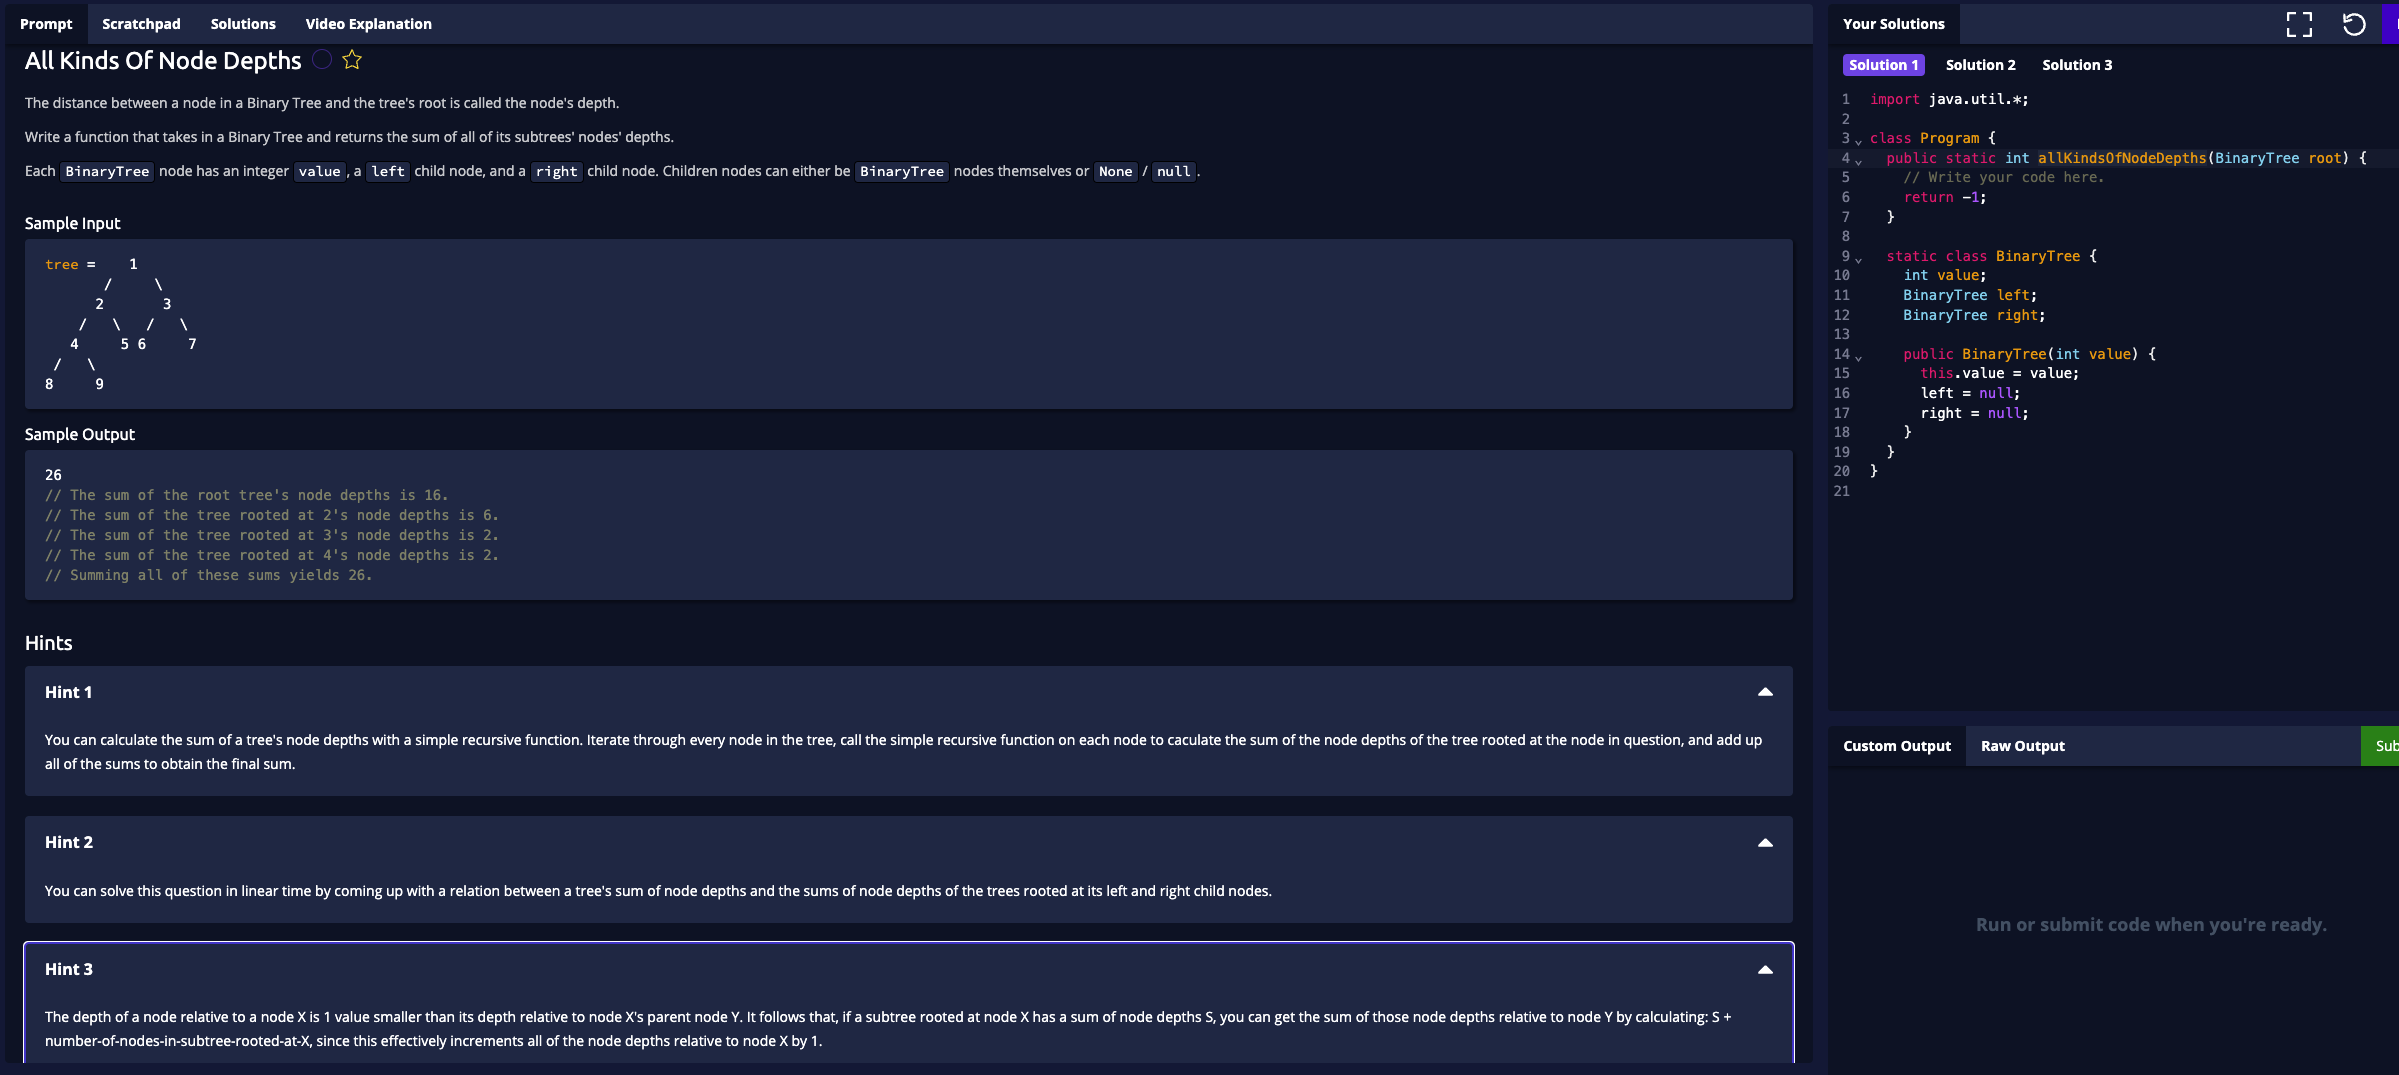 Prompt Scratchpad Solutions Video Explanation
All Kinds Of Node Depths
The distance between a node in a Binary Tree and the tree's root is called the node's depth.
Write a function that takes in a Binary Tree and returns the sum of all of its subtrees' nodes' depths.
Each BinaryTree node has an integer value, a left child node, and a right child node. Children nodes can either be BinaryTree nodes themselves or None / null.
Sample Input
tree =    1
       /     \
      2       3
    /   \   /   \
   4     5 6     7
 /   \
8     9
Sample Output
26
// The sum of the root tree's node depths is 16.
// The sum of the tree rooted at 2's node depths is 6.
// The sum of the tree rooted at 3's node depths is 2.
// The sum of the tree rooted at 4's node depths is 2.
// Summing all of these sums yields 26.
Hints
Hint 1
You can calculate the sum of a tree's node depths with a simple recursive function. Iterate through every node in the tree, call the simple recursive function on each node to caculate the sum of the node depths of the tree rooted at the node in question, and add up
all of the sums to obtain the final sum.
Hint 2
You can solve this question in linear time by coming up with a relation between a tree's sum of node depths and the sums of node depths of the trees rooted at its left and right child nodes.
Hint 3
The depth of a node relative to a node X is 1 value smaller than its depth relative to node X's parent node Y. It follows that, if a subtree rooted at node X has a sum of node depths S, you can get the sum of those node depths relative to node Y by calculating: S +
number-of-nodes-in-subtree-rooted-at-X, since this effectively increments all of the node depths relative to node X by 1.
Your Solutions
Solution 1 Solution 2 Solution 3
1 import java.util.*;
2
3 class Program {
4   public static int allKindsOfNodeDepths(BinaryTree root) {
5     // Write your code here.
6     return -1;
7   }
8
9   static class BinaryTree {
10     int value;
11     BinaryTree left;
12     BinaryTree right;
13
14     public BinaryTree(int value) {
15       this.value = value;
16       left = null;
17       right = null;
18     }
19   }
20 }
21
Custom Output Raw Output Sub
Run or submit code when you're ready.